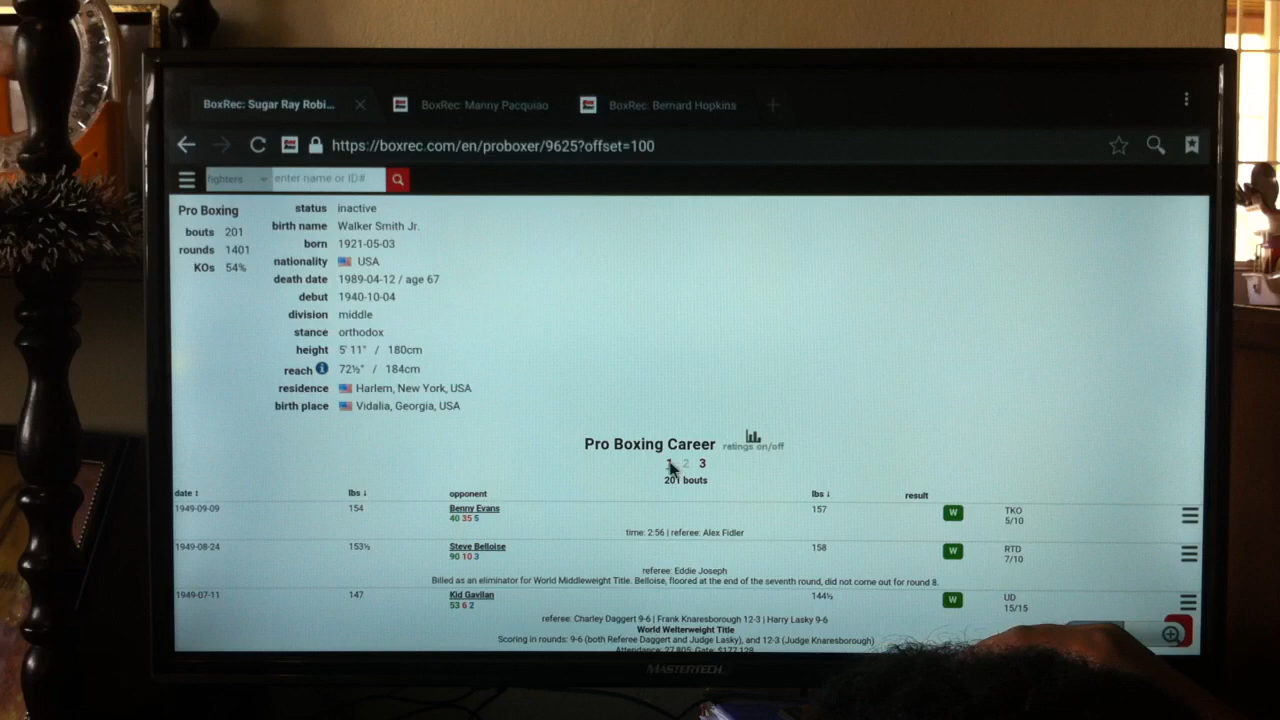 BoxRec: Sugar Ray Robi...
BoxRec: Manny Pacquiao
BoxRec: Bernard Hopkins
https://boxrec.com/en/proboxer/9625?offset=100
fighters
enter name or ID#
Pro Boxing
bouts 201
rounds 1401
KOs 54%
status inactive
birth name Walker Smith Jr.
born 1921-05-03
nationality USA
death date 1989-04-12 / age 67
debut 1940-10-04
division middle
stance orthodox
height 5' 11" / 180cm
reach 72½" / 184cm
residence Harlem, New York, USA
birth place Vidalia, Georgia, USA
Pro Boxing Career ratings on/off
1 2 3
201 bouts
date lbs opponent lbs result
1949-09-09 154 Benny Evans 157 W TKO
40 35 5 5/10
time: 2:56 | referee: Alex Fidler
1949-08-24 153½ Steve Belloise 158 W RTD
90 10 3 7/10
referee: Eddie Joseph
Billed as an eliminator for World Middleweight Title. Belloise, floored at the end of the seventh round, did not come out for round 8.
1949-07-11 147 Kid Gavilan 144½ W UD
53 6 2 15/15
referee: Charley Daggert 9-6 | Frank Knaresborough 12-3 | Harry Lasky 9-6
World Welterweight Title
Scoring in rounds: 9-6 (both Referee Daggert and Judge Lasky), and 12-3 (Judge Knaresborough)
Attendance: 27,805; Gate: $177,128
MASTERTECH